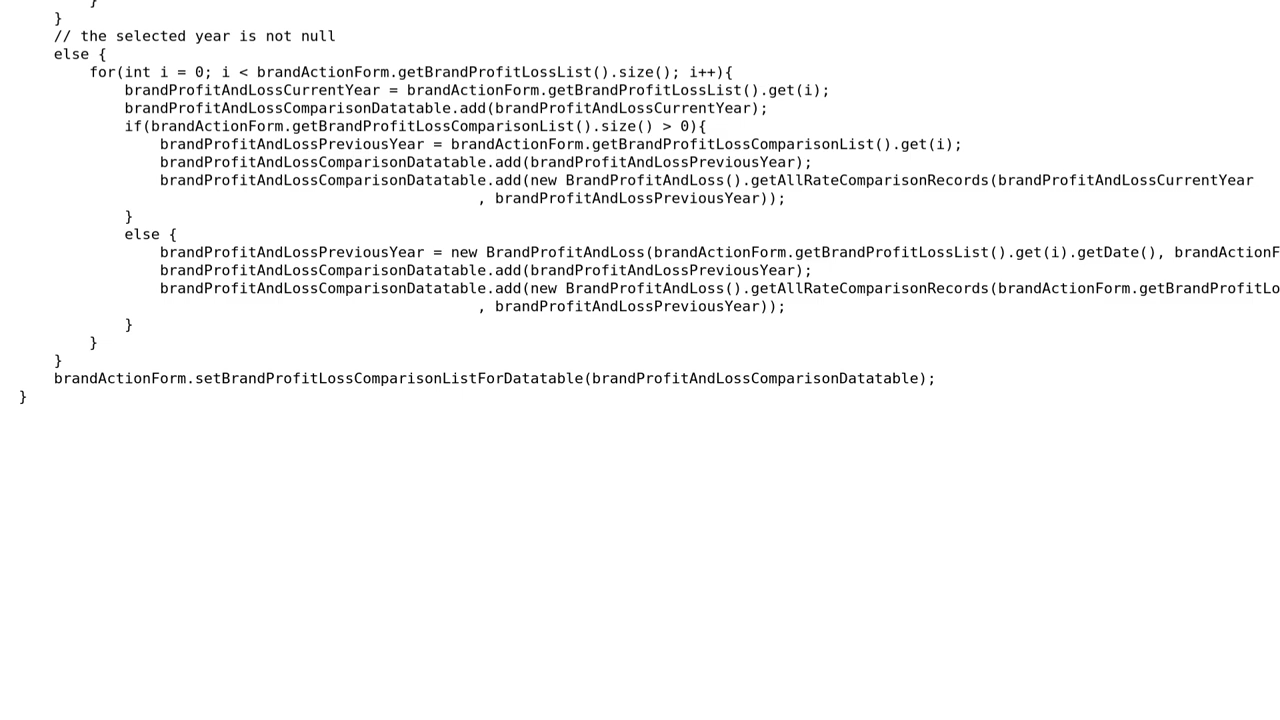 }
}
// the selected year is not null
else {
for(int i = 0; i < brandActionForm.getBrandProfitLossList().size(); i++){
brandProfitAndLossCurrentYear = brandActionForm.getBrandProfitLossList().get(i);
brandProfitAndLossComparisonDatatable.add(brandProfitAndLossCurrentYear);
if(brandActionForm.getBrandProfitLossComparisonList().size() > 0){
brandProfitAndLossPreviousYear = brandActionForm.getBrandProfitLossComparisonList().get(i);
brandProfitAndLossComparisonDatatable.add(brandProfitAndLossPreviousYear);
brandProfitAndLossComparisonDatatable.add(new BrandProfitAndLoss().getAllRateComparisonRecords(brandProfitAndLossCurrentYear
, brandProfitAndLossPreviousYear));
}
else {
brandProfitAndLossPreviousYear = new BrandProfitAndLoss(brandActionForm.getBrandProfitLossList().get(i).getDate(), brandActionF
brandProfitAndLossComparisonDatatable.add(brandProfitAndLossPreviousYear);
brandProfitAndLossComparisonDatatable.add(new BrandProfitAndLoss().getAllRateComparisonRecords(brandActionForm.getBrandProfitLo
, brandProfitAndLossPreviousYear));
}
}
}
brandActionForm.setBrandProfitLossComparisonListForDatatable(brandProfitAndLossComparisonDatatable);
}